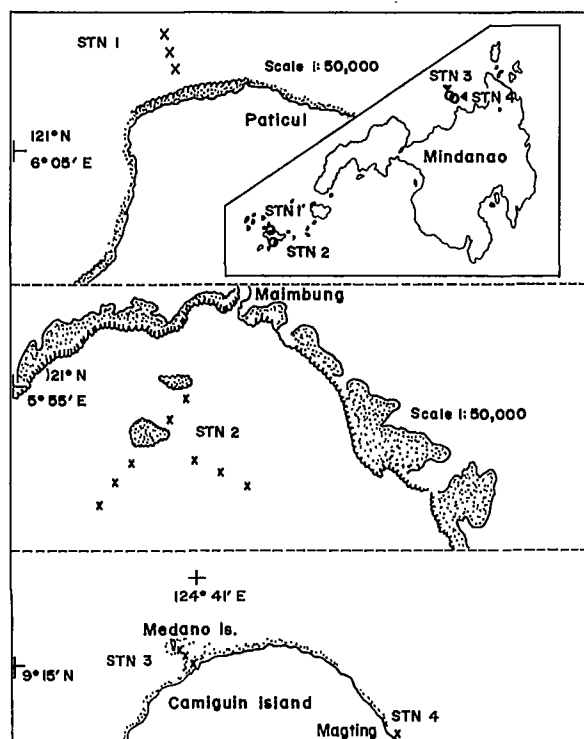 STN 1
Scale 1:50,000
Paticul
121° N
6° 05' E
STN 3
STN 4
Mindanao
STN 1
STN 2
Maimbung
121° N
5° 55' E
Scale 1:50,000
STN 2
124° 41' E
Medano Is.
STN 3
9° 15' N
Camiguin Island
STN 4
Magting